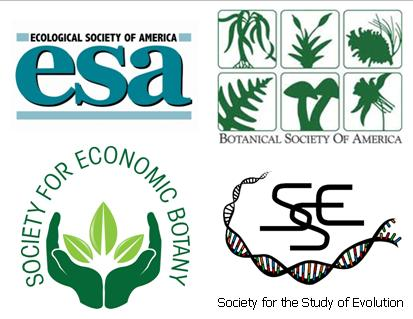 ECOLOGICAL SOCIETY OF AMERICA
esa
BOTANICAL SOCIETY OF AMERICA
SOCIETY FOR ECONOMIC BOTANY
SSE
Society for the Study of Evolution